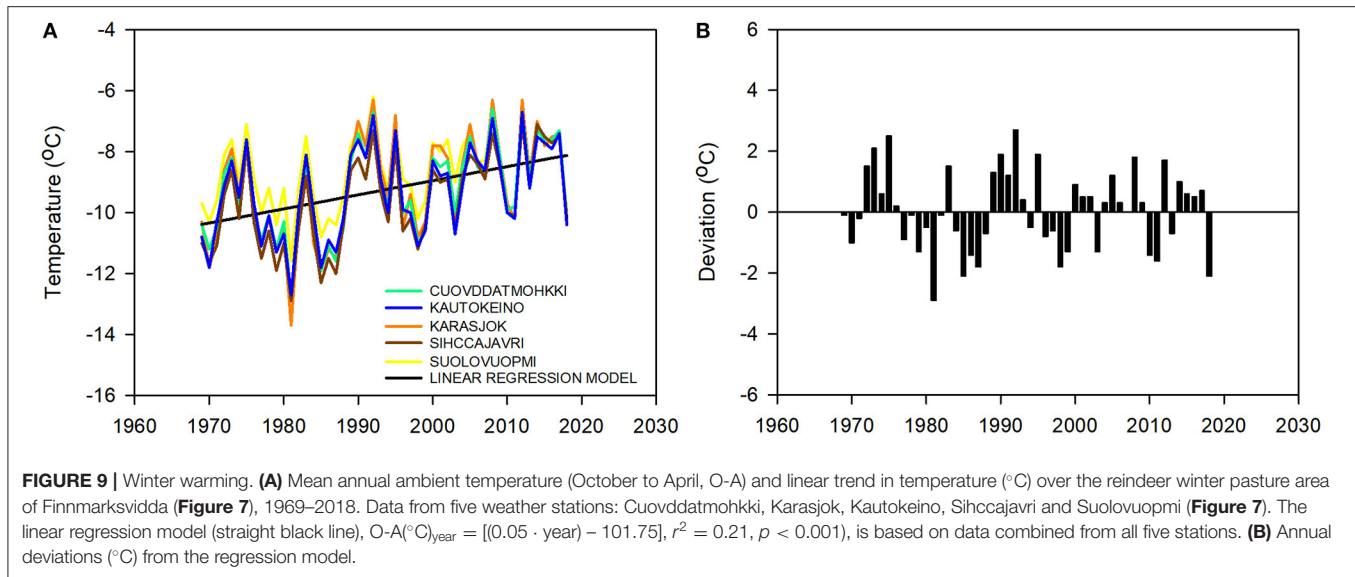 A
B
-4
-6
-8
-10
-12
-14
-16
Temperature (ºC)
CUOVDDATMOHKKI
KAUTOKEINO
KARASJOK
SIHCCAJAVRI
SUOLOVUOPMI
LINEAR REGRESSION MODEL
1960 1970 1980 1990 2000 2010 2020 2030
6
4
2
0
-2
-4
-6
Deviation (ºC)
1960 1970 1980 1990 2000 2010 2020 2030
FIGURE 9 | Winter warming. (A) Mean annual ambient temperature (October to April, O-A) and linear trend in temperature (°C) over the reindeer winter pasture area
of Finnmarksvidda (Figure 7), 1969–2018. Data from five weather stations: Cuovddatmohkki, Karasjok, Kautokeino, Sihccajavri and Suolovuopmi (Figure 7). The
linear regression model (straight black line), O-A(°C)year = [(0.05 · year) – 101.75], r² = 0.21, p < 0.001), is based on data combined from all five stations. (B) Annual
deviations (°C) from the regression model.